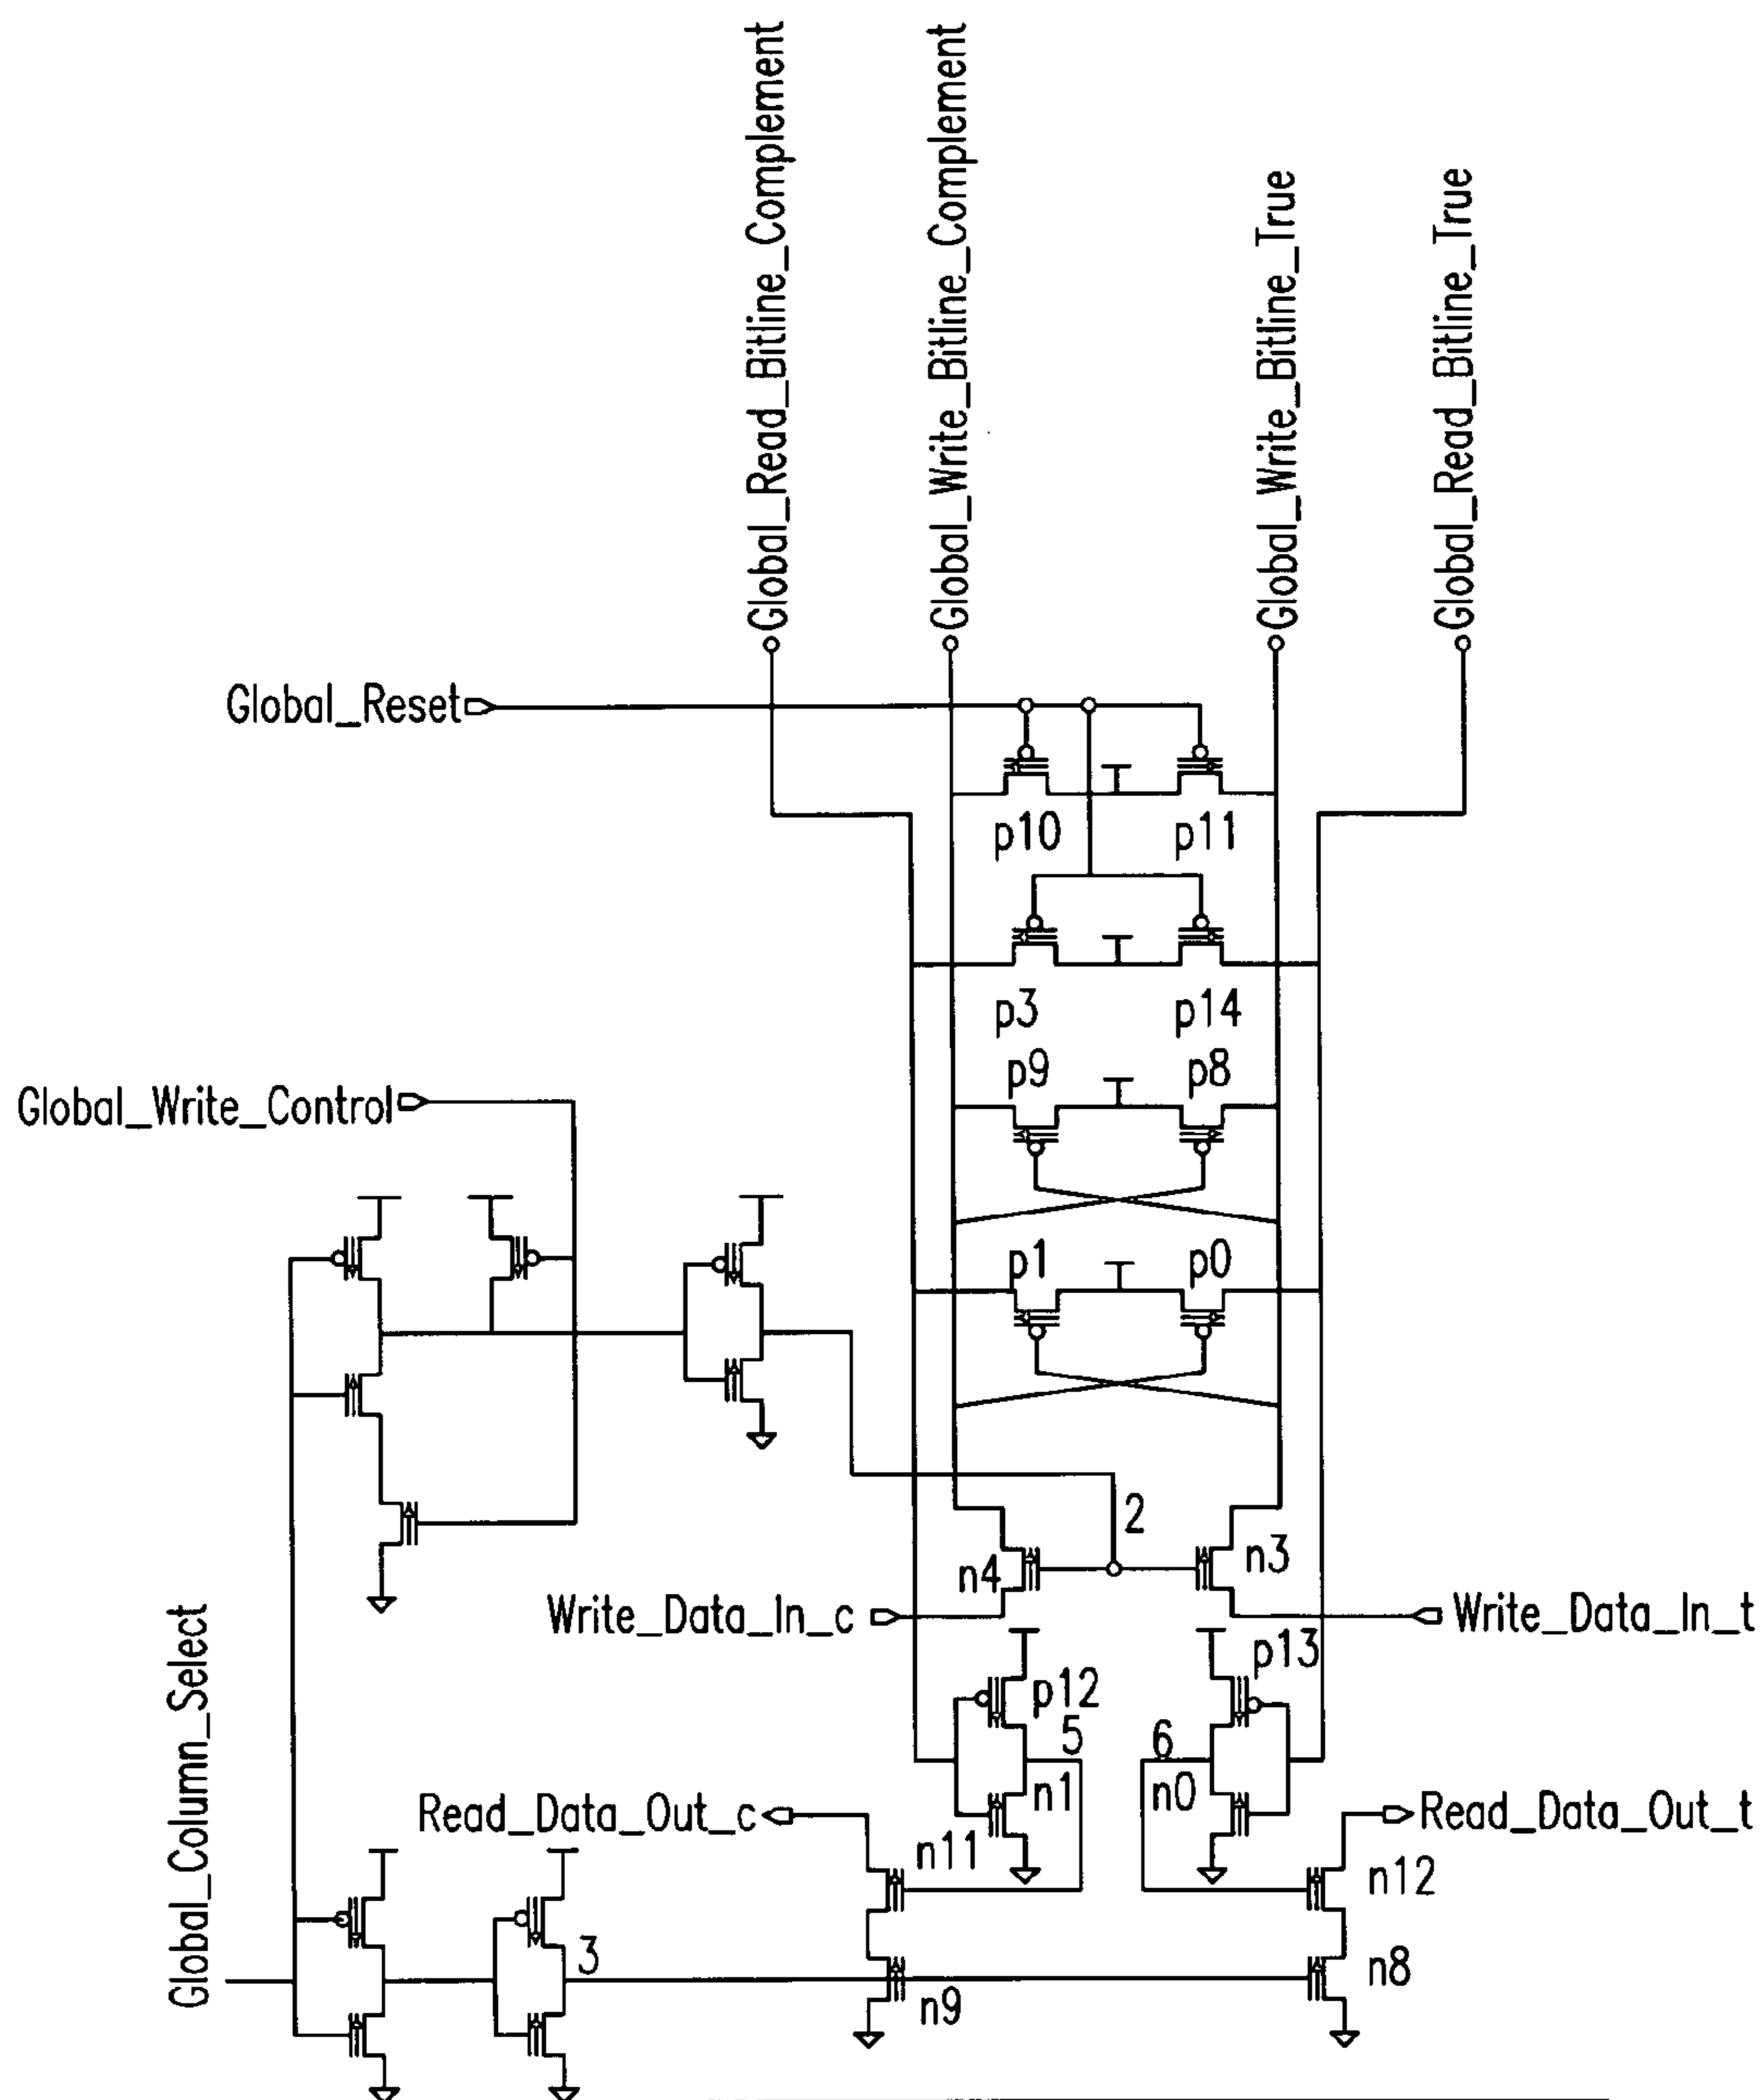 Global_Read_Bitline_Complement
Global_Write_Bitline_Complement
Global_Write_Bitline_True
Global_Read_Bitline_True
Global_Reset
p10
p11
p3
p14
p9
p8
Global_Write_Control
p1
p0
2
n4
n3
Write_Data_In_c
Write_Data_In_t
p13
p12
5
6
n1
n0
Read_Data_Out_c
Read_Data_Out_t
n11
n12
Global_Column_Select
3
n8
n9